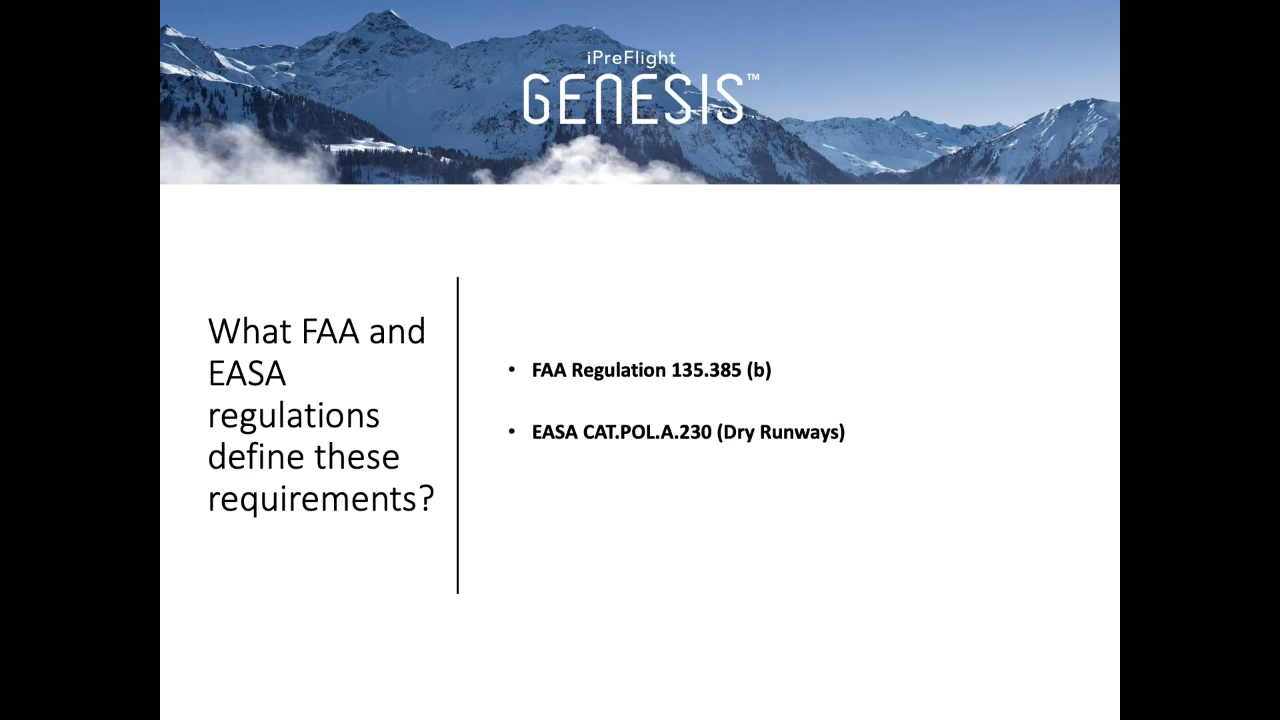 iPreFlight
GENESIS™
What FAA and
EASA
regulations
define these
requirements?
• FAA Regulation 135.385 (b)
• EASA CAT.POL.A.230 (Dry Runways)